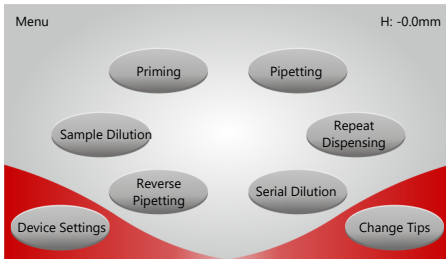 Menu
H: -0.0mm
Priming
Pipetting
Sample Dilution
Repeat
Dispensing
Reverse
Pipetting
Serial Dilution
Device Settings
Change Tips